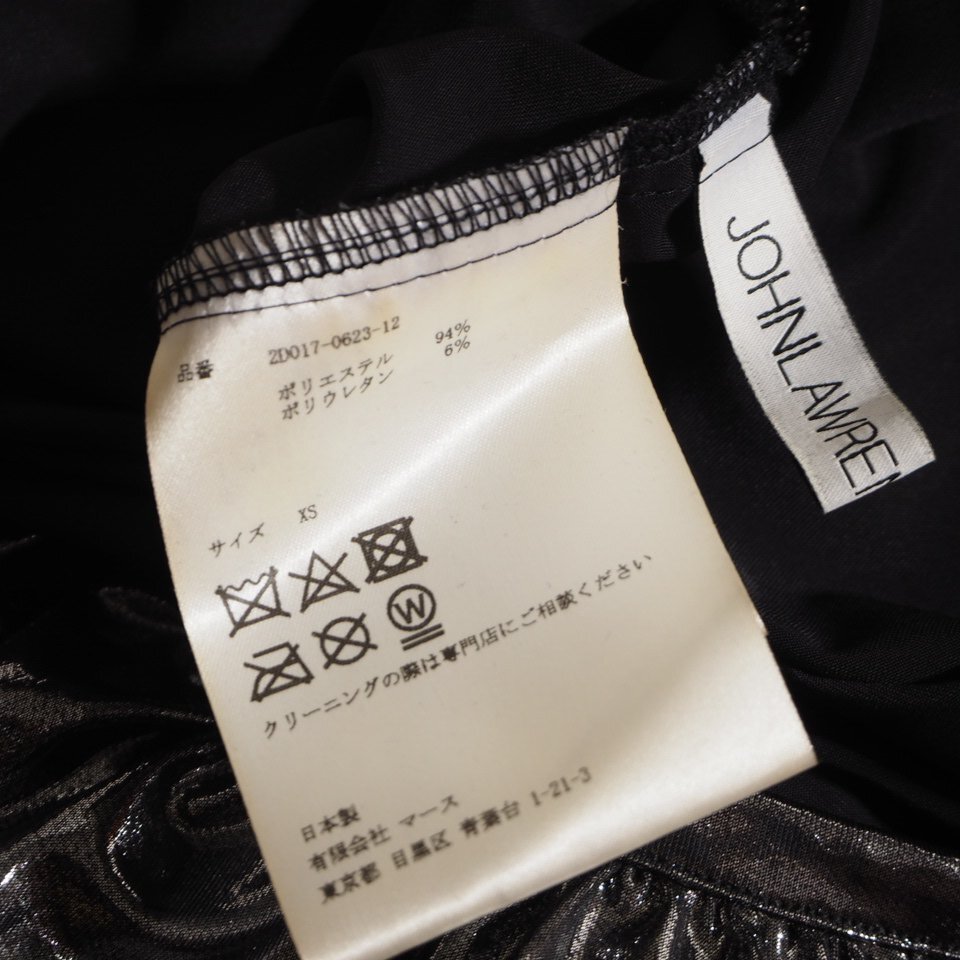 品番 2D017-0623-12
ポリエステル 94%
ポリウレタン 6%
サイズ XS
W
クリーニングの際は専門店にご相談ください
日本製
有限会社 マース
東京都 目黒区 青葉台 1-21-3
JOHNLAWREN